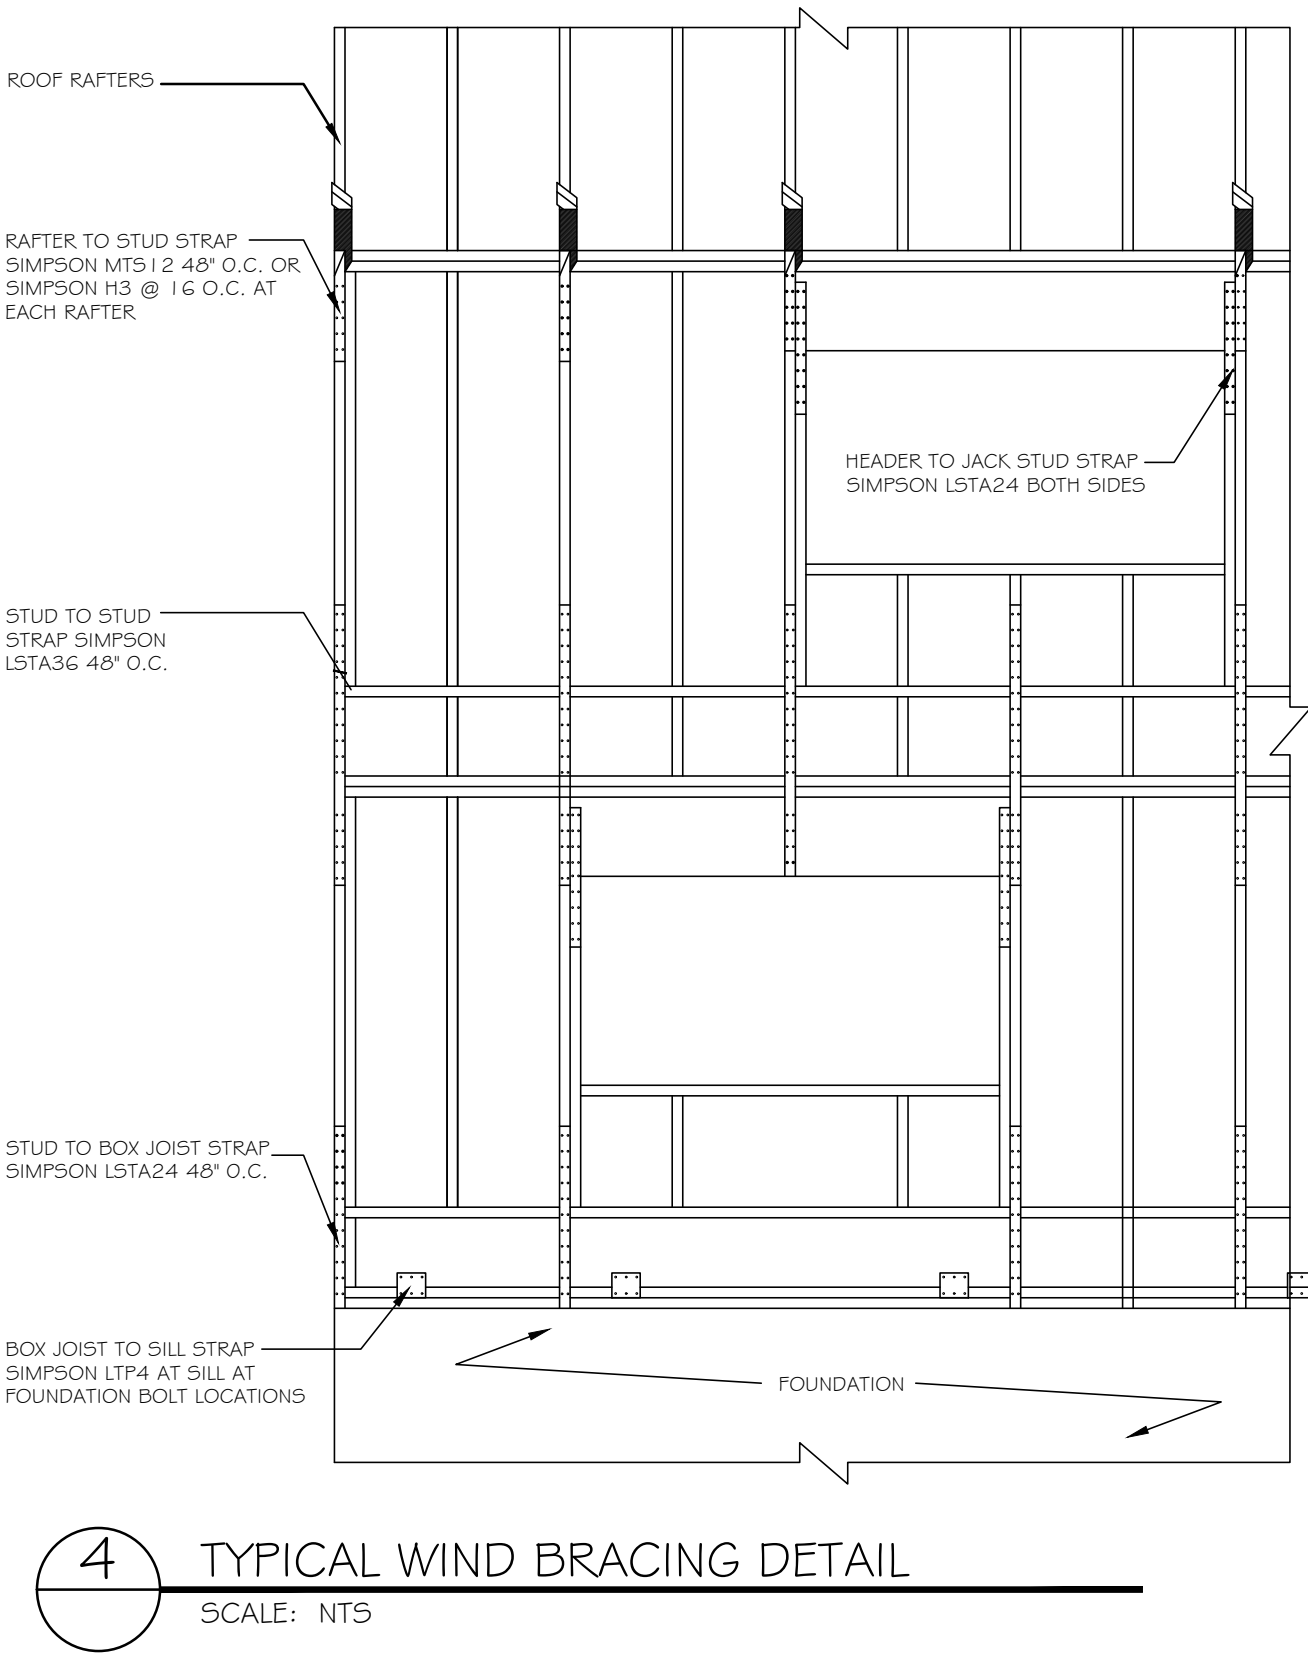 ROOF RAFTERS
RAFTER TO STUD STRAP
SIMPSON MTS12 48" O.C. OR
SIMPSON H3 @ 16 O.C. AT
EACH RAFTER
HEADER TO JACK STUD STRAP
SIMPSON LSTA24 BOTH SIDES
STUD TO STUD
STRAP SIMPSON
LSTA36 48" O.C.
STUD TO BOX JOIST STRAP
SIMPSON LSTA24 48" O.C.
BOX JOIST TO SILL STRAP
SIMPSON LTP4 AT SILL AT
FOUNDATION BOLT LOCATIONS
FOUNDATION
4
TYPICAL WIND BRACING DETAIL
SCALE: NTS